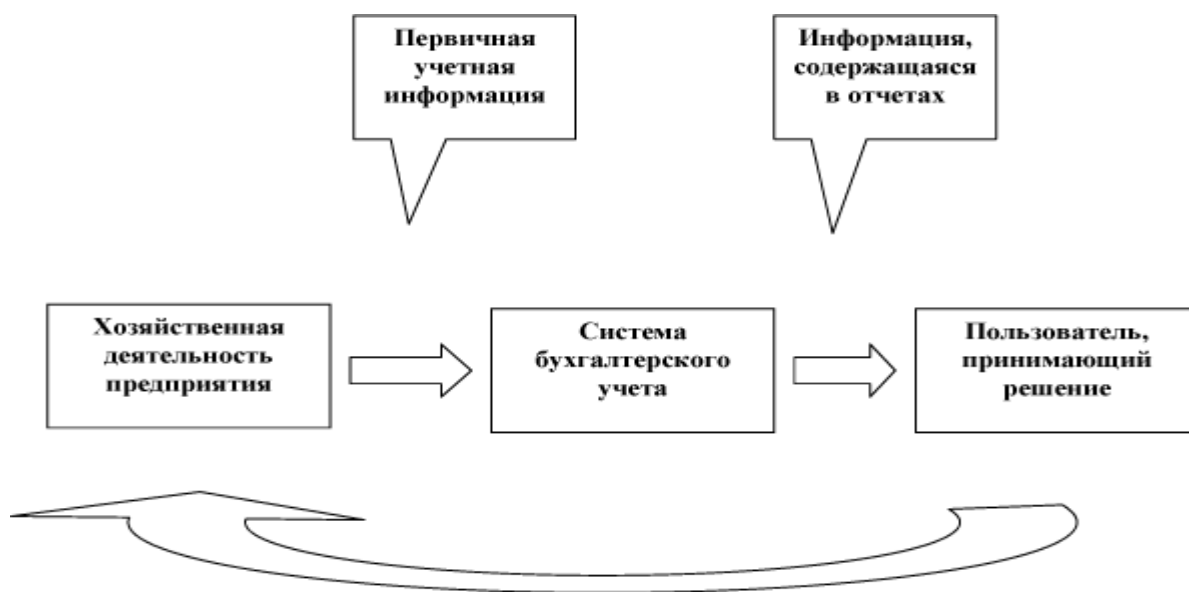 Первичная
учетная
информация
Информация,
содержащаяся
в отчетах
Хозяйственная
деятельность
предприятия
Система
бухгалтерского
учета
Пользователь,
принимающий
решение